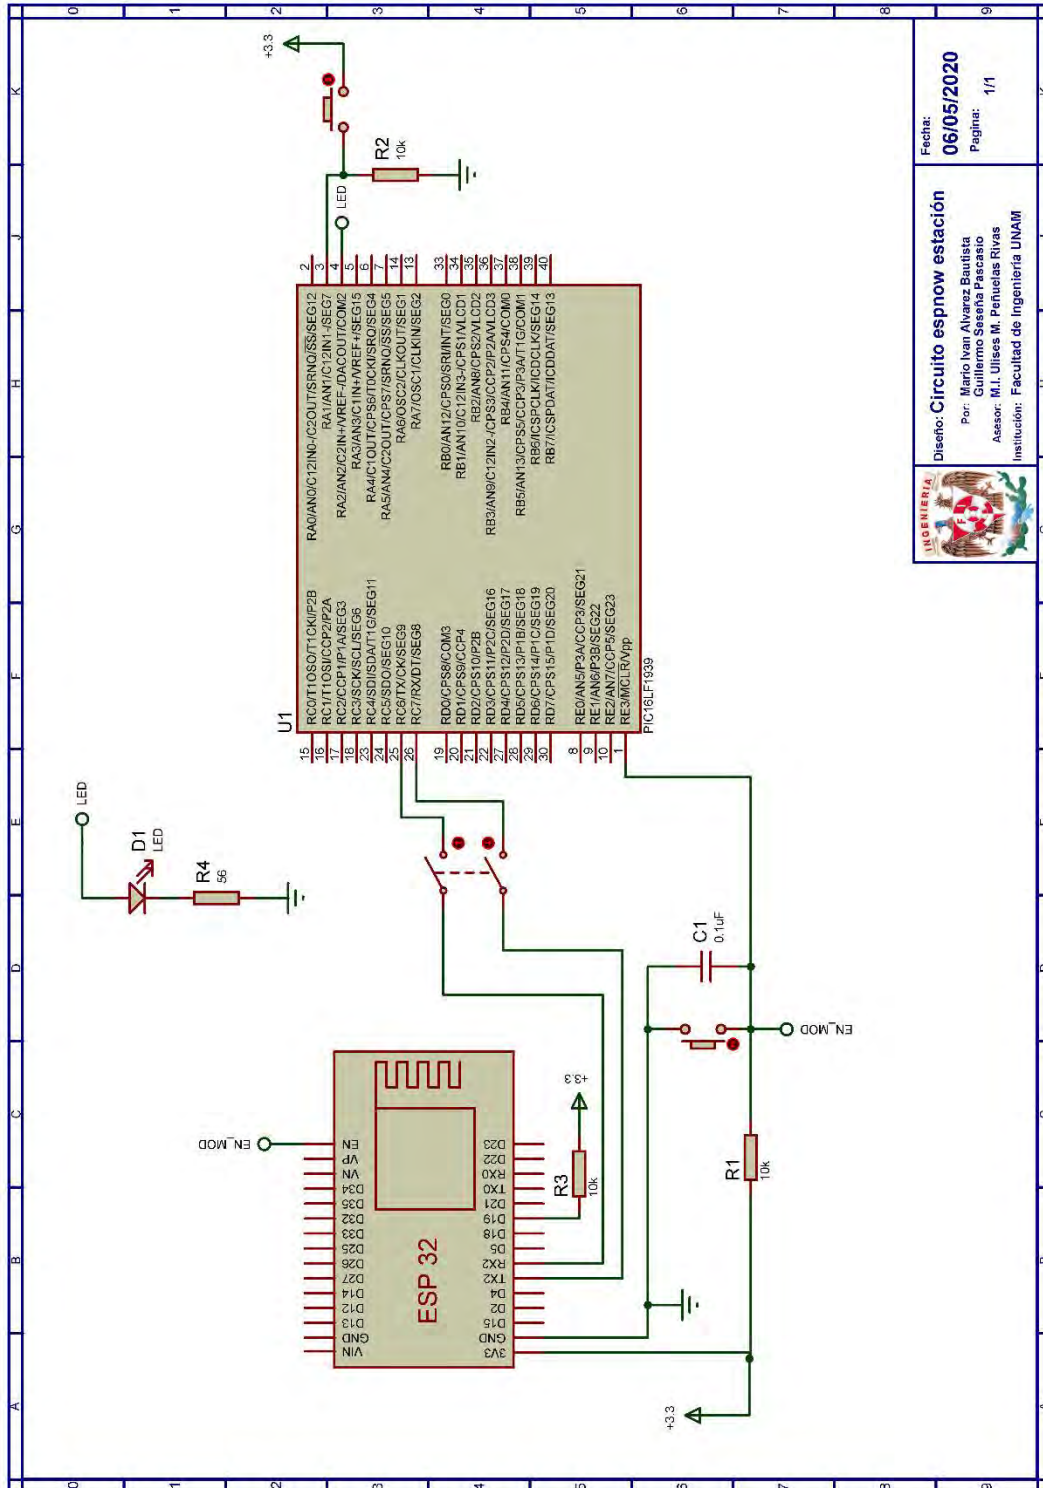 +3.3
R2
10k
LED
U1
2
3
4
5
6
7
14
13
33
34
35
36
37
38
39
40
RA0/AN0/C12IN0-/C2OUT/SRNQ/SS/SEG12
RA1/AN1/C12IN1-/SEG7
RA2/AN2/C2IN+/VREF-/DACOUT/COM2
RA3/AN3/C1IN+/VREF+/SEG15
RA4/C1OUT/CPS6/T0CKI/SRQ/SEG4
RA5/AN4/C2OUT/CPS7/SRNQ/SS/SEG5
RA6/OSC2/CLKOUT/SEG1
RA7/OSC1/CLKIN/SEG2
RB0/AN12/CPS0/SRI/INT/SEG0
RB1/AN10/C12IN3-/CPS1/VLCD1
RB2/AN8/CPS2/VLCD2
RB3/AN9/C12IN2-/CPS3/CCP2/P2A/VLCD3
RB4/AN11/CPS4/COM0
RB5/AN13/CPS5/CCP3/P3A/T1G/COM1
RB6/ICSPCLK/ICDCLK/SEG14
RB7/ICSPDAT/ICDDAT/SEG13
RC0/T1OSO/T1CKI/P2B
RC1/T1OSI/CCP2/P2A
RC2/CCP1/P1A/SEG3
RC3/SCK/SCL/SEG6
RC4/SDI/SDA/T1G/SEG11
RC5/SDO/SEG10
RC6/TX/CK/SEG9
RC7/RX/DT/SEG8
RD0/CPS8/COM3
RD1/CPS9/CCP4
RD2/CPS10/P2B
RD3/CPS11/P2C/SEG16
RD4/CPS12/P2D/SEG17
RD5/CPS13/P1B/SEG18
RD6/CPS14/P1C/SEG19
RD7/CPS15/P1D/SEG20
RE0/AN5/P3A/CCP3/SEG21
RE1/AN6/P3B/SEG22
RE2/AN7/CCP5/SEG23
RE3/MCLR/Vpp
PIC16LF1939
15
16
17
18
23
24
25
26
19
20
21
22
27
28
29
30
8
9
10
1
LED
D1
LED
R4
56
C1
0.1uF
EN_MOD
R1
10k
EN_MOD
ESP 32
EN
VP
VN
D34
D35
D32
D33
D25
D26
D27
D14
D12
D13
GND
VIN
D23
D22
RX0
TX0
D21
D19
D18
D5
RX2
TX2
D4
D2
D15
GND
3V3
R3
10k
+3.3
+3.3
INGENIERIA
Diseño: Circuito espnow estación
Por: Mario Ivan Alvarez Bautista
Guillermo Seseña Pascasio
Asesor: M.I. Ulises M. Peñuelas Rivas
Institución: Facultad de Ingeniería UNAM
Fecha:
06/05/2020
Pagina:
1/1
0
1
2
3
4
5
6
7
8
9
A
B
C
D
E
F
G
H
J
K